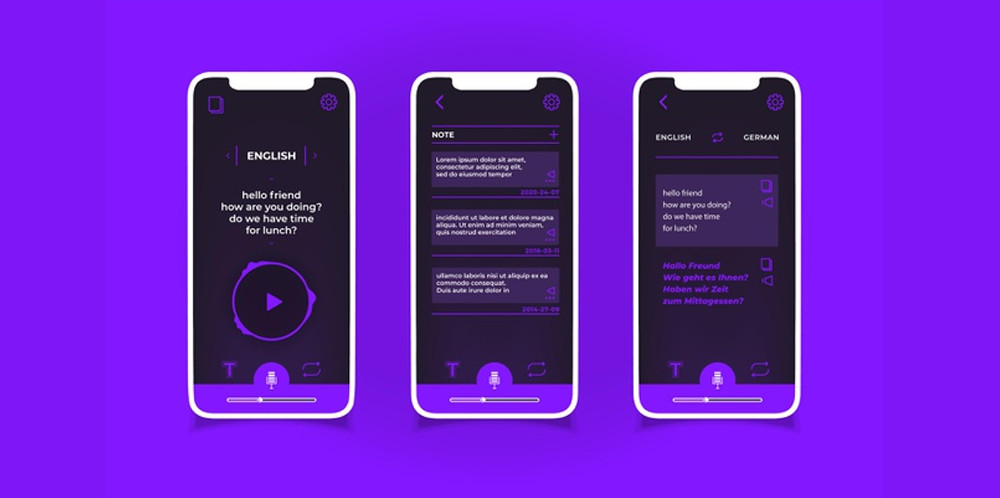 ENGLISH
hello friend
how are you doing?
do we have time
for lunch?
T
NOTE
Lorem ipsum dolor sit amet,
consectetur adipiscing elit,
sed do eiusmod tempor
2020-24-07
incididunt ut labore et dolore magna
aliqua. Ut enim ad minim veniam,
quis nostrud exercitation
2016-03-11
ullamco laboris nisi ut aliquip ex ea
commodo consequat.
Duis aute irure dolor in
2014-27-09
T
ENGLISH GERMAN
hello friend
how are you doing?
do we have time
for lunch?
Hallo Freund
Wie geht es Ihnen?
Haben wir Zeit
zum Mittagessen?
T